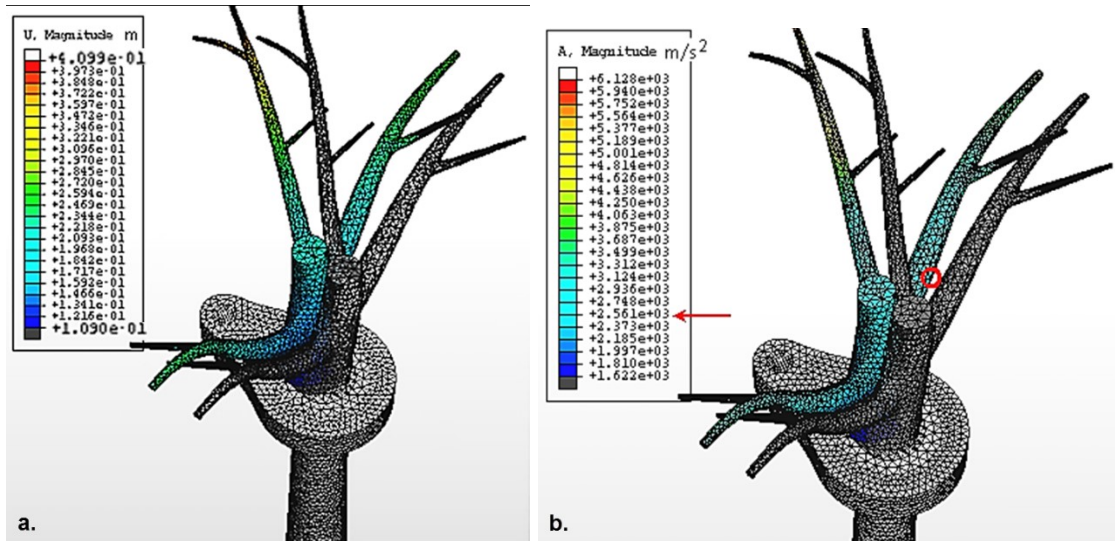 U, Magnitude m
+4.099e-01
+3.973e-01
+3.848e-01
+3.722e-01
+3.597e-01
+3.472e-01
+3.346e-01
+3.221e-01
+3.096e-01
+2.970e-01
+2.845e-01
+2.720e-01
+2.594e-01
+2.469e-01
+2.344e-01
+2.218e-01
+2.093e-01
+1.968e-01
+1.842e-01
+1.717e-01
+1.592e-01
+1.466e-01
+1.341e-01
+1.216e-01
+1.090e-01
a.
A, Magnitude m/s²
+6.128e+03
+5.940e+03
+5.752e+03
+5.564e+03
+5.377e+03
+5.189e+03
+5.001e+03
+4.814e+03
+4.626e+03
+4.438e+03
+4.250e+03
+4.063e+03
+3.875e+03
+3.687e+03
+3.499e+03
+3.312e+03
+3.124e+03
+2.936e+03
+2.748e+03
+2.561e+03
+2.373e+03
+2.185e+03
+1.997e+03
+1.810e+03
+1.622e+03
b.